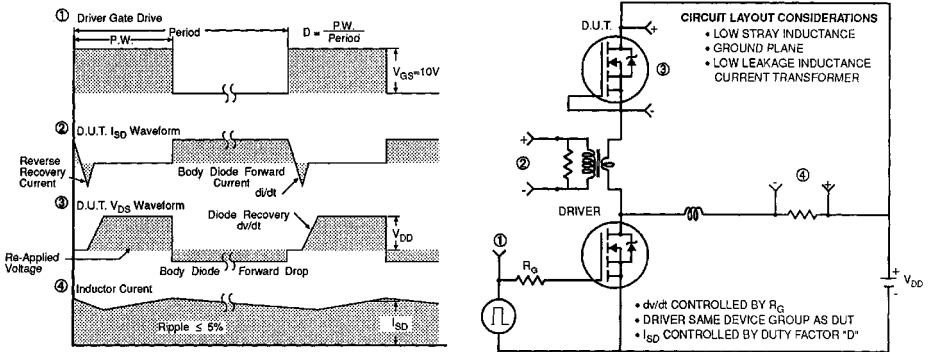 ① Driver Gate Drive
P.W.
Period
D = P.W. / Period
VGS=10V
② D.U.T. ISD Waveform
Reverse
Recovery
Current
Body Diode Forward
Current
di/dt
③ D.U.T. VDS Waveform
Diode Recovery
dv/dt
VDD
Re-Applied
Voltage
Body Diode Forward Drop
④ Inductor Curent
Ripple ≤ 5%
ISD
D.U.T.
+
③
-
CIRCUIT LAYOUT CONSIDERATIONS
• LOW STRAY INDUCTANCE
• GROUND PLANE
• LOW LEAKAGE INDUCTANCE
CURRENT TRANSFORMER
+
②
-
④
-
+
DRIVER
①
RG
+
VDD
-
• dv/dt CONTROLLED BY RG
• DRIVER SAME DEVICE GROUP AS DUT
• ISD CONTROLLED BY DUTY FACTOR "D"